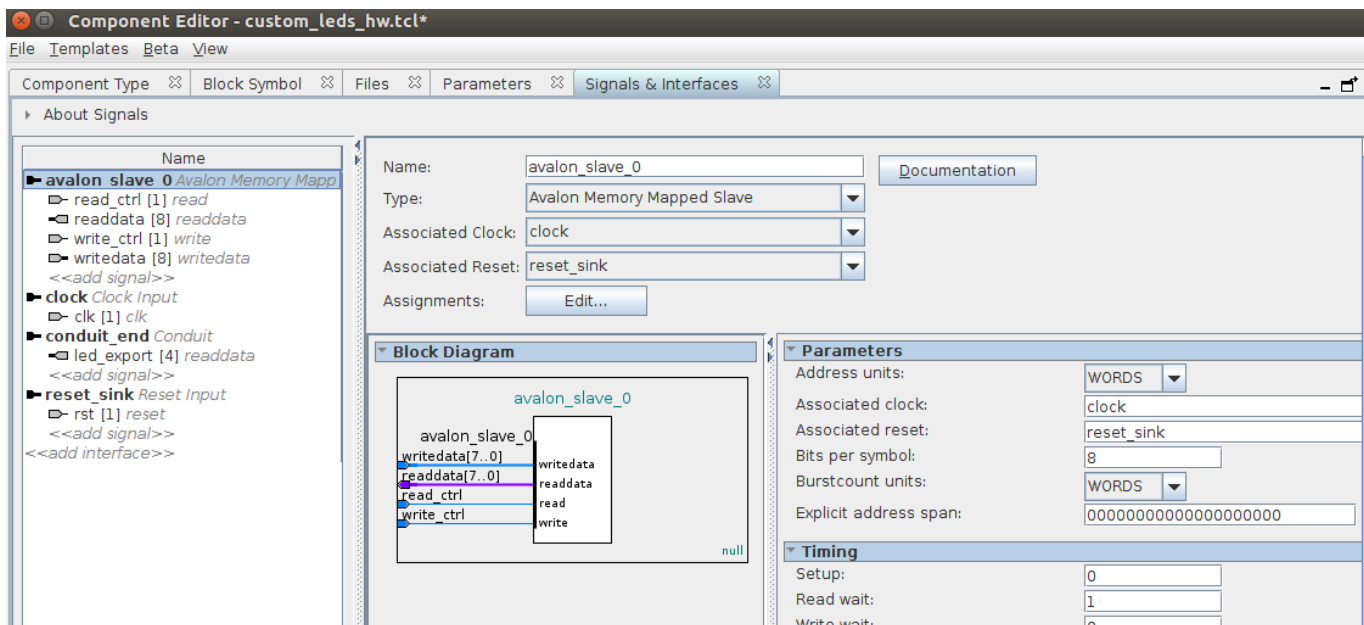 Component Editor - custom_leds_hw.tcl*
File Templates Beta View
Component Type Block Symbol Files Parameters Signals & Interfaces
About Signals
Name
avalon_slave_0 Avalon Memory Mapp
read_ctrl [1] read
readdata [8] readdata
write_ctrl [1] write
writedata [8] writedata
<<add signal>>
clock Clock Input
clk [1] clk
conduit_end Conduit
led_export [4] readdata
<<add signal>>
reset_sink Reset Input
rst [1] reset
<<add signal>>
<<add interface>>
Name: avalon_slave_0 Documentation
Type: Avalon Memory Mapped Slave
Associated Clock: clock
Associated Reset: reset_sink
Assignments: Edit...
Block Diagram
avalon_slave_0
avalon_slave_0
writedata[7..0] writedata
readdata[7..0] readdata
read_ctrl read
write_ctrl write
null
Parameters
Address units: WORDS
Associated clock: clock
Associated reset: reset_sink
Bits per symbol: 8
Burstcount units: WORDS
Explicit address span: 00000000000000000000
Timing
Setup: 0
Read wait: 1
Write wait: 0